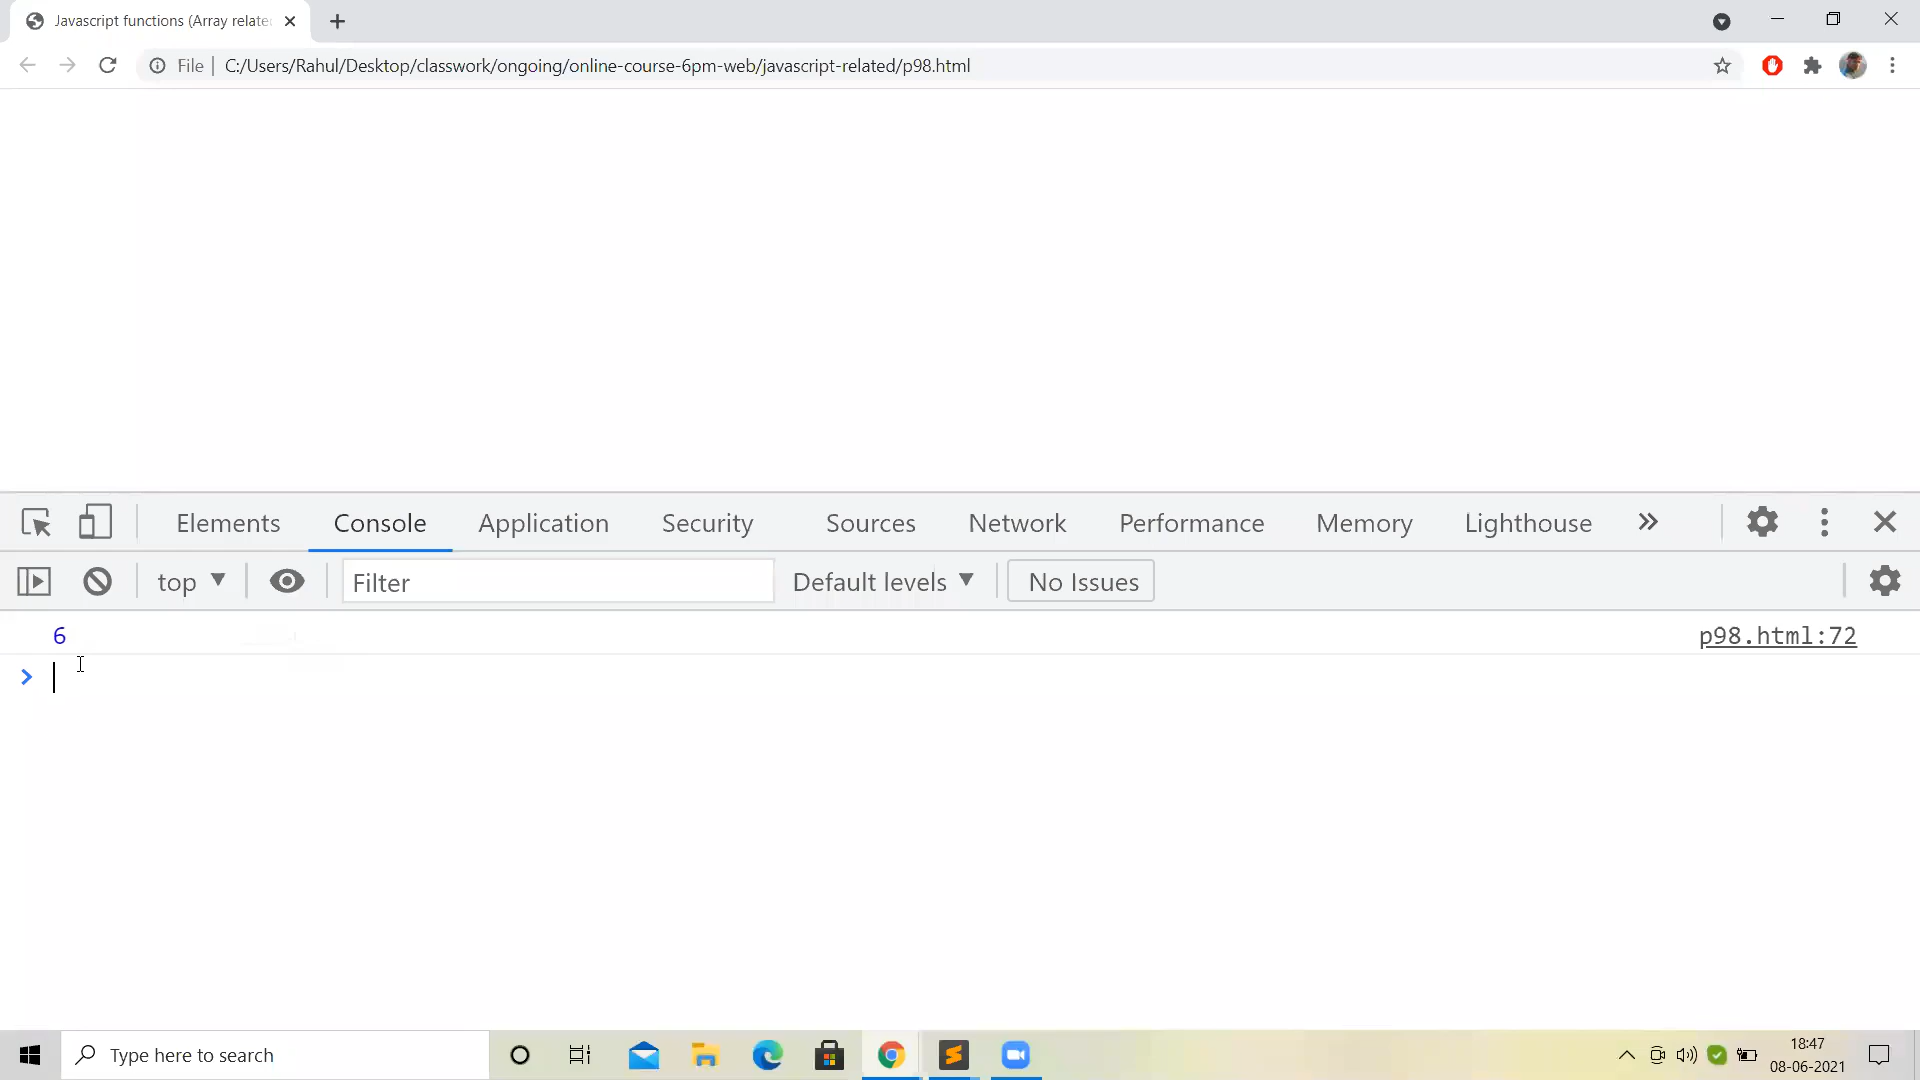 Javascript functions (Array relate
File | C:/Users/Rahul/Desktop/classwork/ongoing/online-course-6pm-web/javascript-related/p98.html
Elements Console Application Security Sources Network Performance Memory Lighthouse »
top Filter Default levels No Issues
6 p98.html:72
>
Type here to search
18:47
08-06-2021